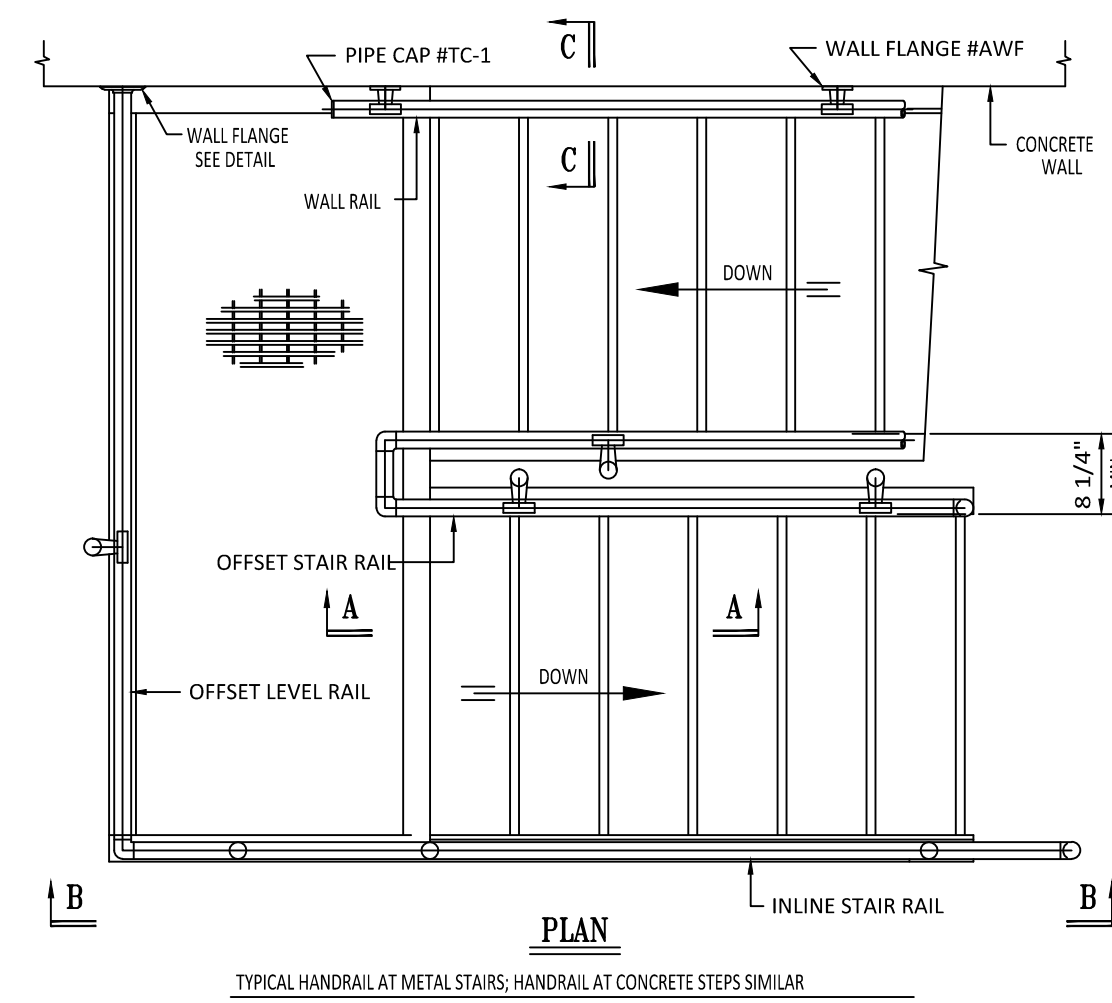 C
PIPE CAP #TC-1
WALL FLANGE #AWF
WALL FLANGE
SEE DETAIL
C
CONCRETE
WALL
WALL RAIL
DOWN
8 1/4"
OFFSET STAIR RAIL
A
A
DOWN
OFFSET LEVEL RAIL
B
B
INLINE STAIR RAIL
PLAN
TYPICAL HANDRAIL AT METAL STAIRS; HANDRAIL AT CONCRETE STEPS SIMILAR